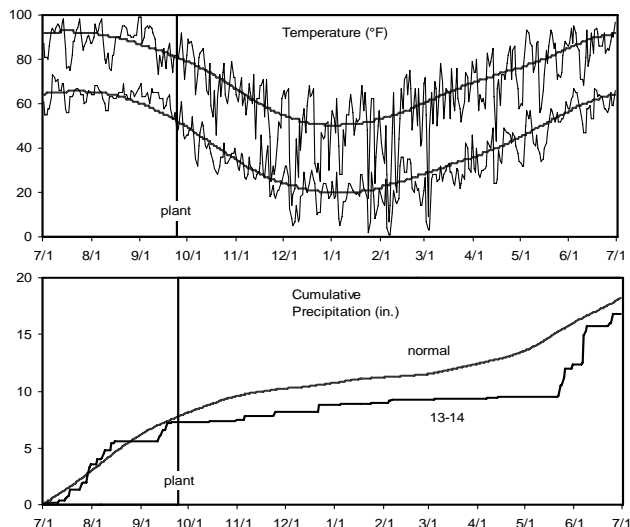 Temperature (°F)
100
80
60
40
20
0
plant
7/1 8/1 9/1 10/1 11/1 12/1 1/1 2/1 3/1 4/1 5/1 6/1 7/1
Cumulative
Precipitation (in.)
20
15
10
5
0
normal
13-14
plant
7/1 8/1 9/1 10/1 11/1 12/1 1/1 2/1 3/1 4/1 5/1 6/1 7/1